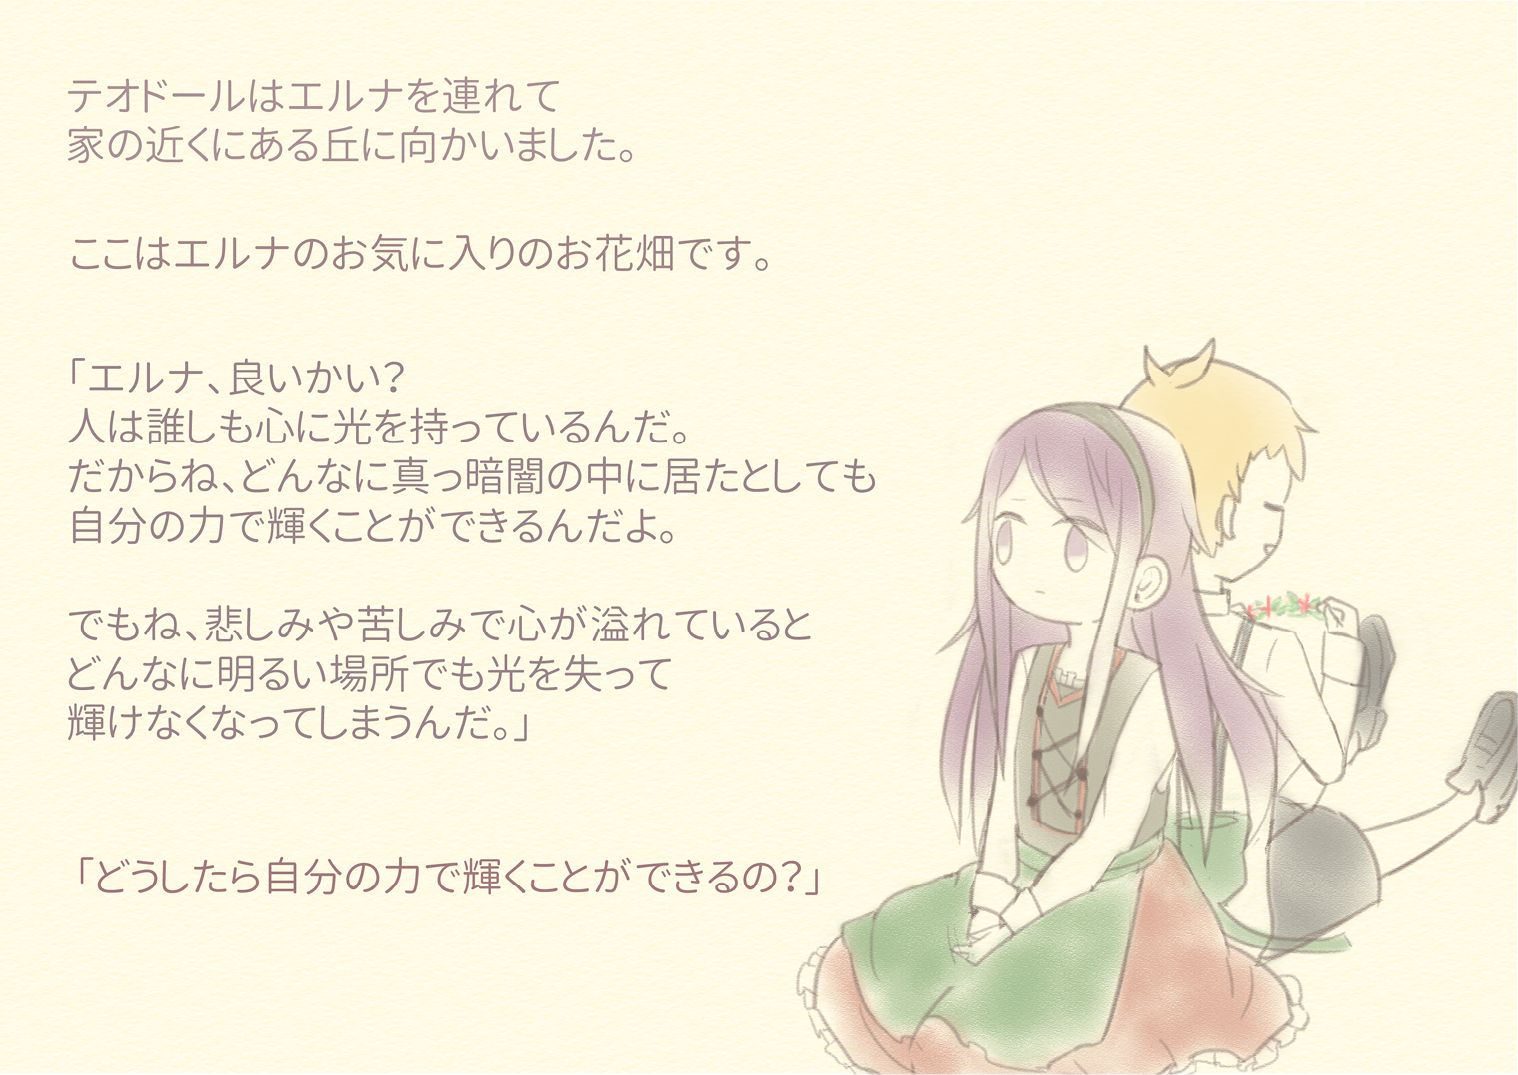 テオドールはエルナを連れて
家の近くにある丘に向かいました。
ここはエルナのお気に入りのお花畑です。
「エルナ、良いかい？
人は誰しも心に光を持っているんだ。
だからね、どんなに真っ暗闇の中に居たとしても
自分の力で輝くことができるんだよ。
でもね、悲しみや苦しみで心が溢れていると
どんなに明るい場所でも光を失って
輝けなくなってしまうんだ。」
「どうしたら自分の力で輝くことができるの？」